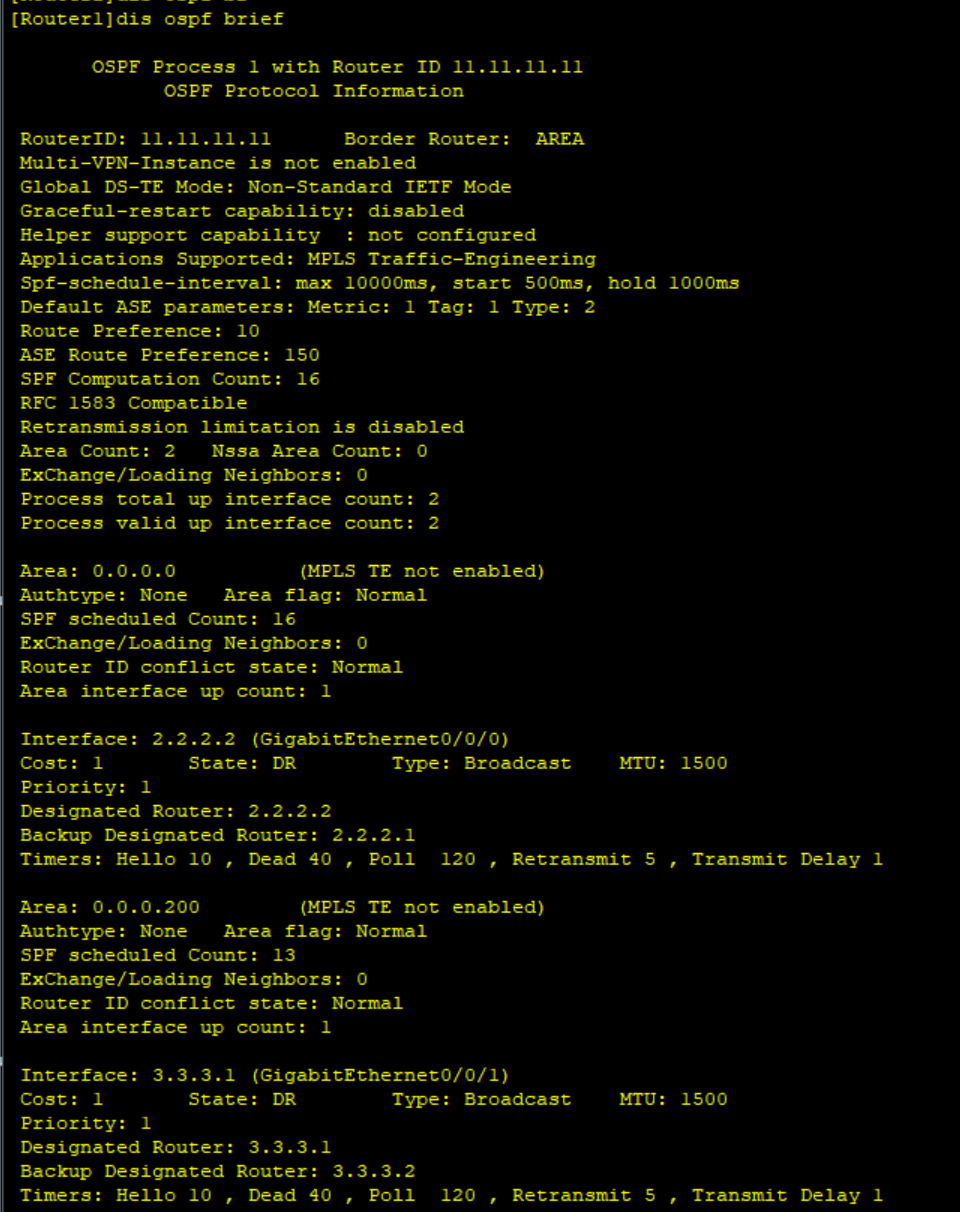 [Router1]dis ospf brief
OSPF Process 1 with Router ID 11.11.11.11
OSPF Protocol Information
RouterID: 11.11.11.11 Border Router: AREA
Multi-VPN-Instance is not enabled
Global DS-TE Mode: Non-Standard IETF Mode
Graceful-restart capability: disabled
Helper support capability : not configured
Applications Supported: MPLS Traffic-Engineering
Spf-schedule-interval: max 10000ms, start 500ms, hold 1000ms
Default ASE parameters: Metric: 1 Tag: 1 Type: 2
Route Preference: 10
ASE Route Preference: 150
SPF Computation Count: 16
RFC 1583 Compatible
Retransmission limitation is disabled
Area Count: 2 Nssa Area Count: 0
ExChange/Loading Neighbors: 0
Process total up interface count: 2
Process valid up interface count: 2
Area: 0.0.0.0 (MPLS TE not enabled)
Authtype: None Area flag: Normal
SPF scheduled Count: 16
ExChange/Loading Neighbors: 0
Router ID conflict state: Normal
Area interface up count: 1
Interface: 2.2.2.2 (GigabitEthernet0/0/0)
Cost: 1 State: DR Type: Broadcast MTU: 1500
Priority: 1
Designated Router: 2.2.2.2
Backup Designated Router: 2.2.2.1
Timers: Hello 10 , Dead 40 , Poll 120 , Retransmit 5 , Transmit Delay 1
Area: 0.0.0.200 (MPLS TE not enabled)
Authtype: None Area flag: Normal
SPF scheduled Count: 13
ExChange/Loading Neighbors: 0
Router ID conflict state: Normal
Area interface up count: 1
Interface: 3.3.3.1 (GigabitEthernet0/0/1)
Cost: 1 State: DR Type: Broadcast MTU: 1500
Priority: 1
Designated Router: 3.3.3.1
Backup Designated Router: 3.3.3.2
Timers: Hello 10 , Dead 40 , Poll 120 , Retransmit 5 , Transmit Delay 1